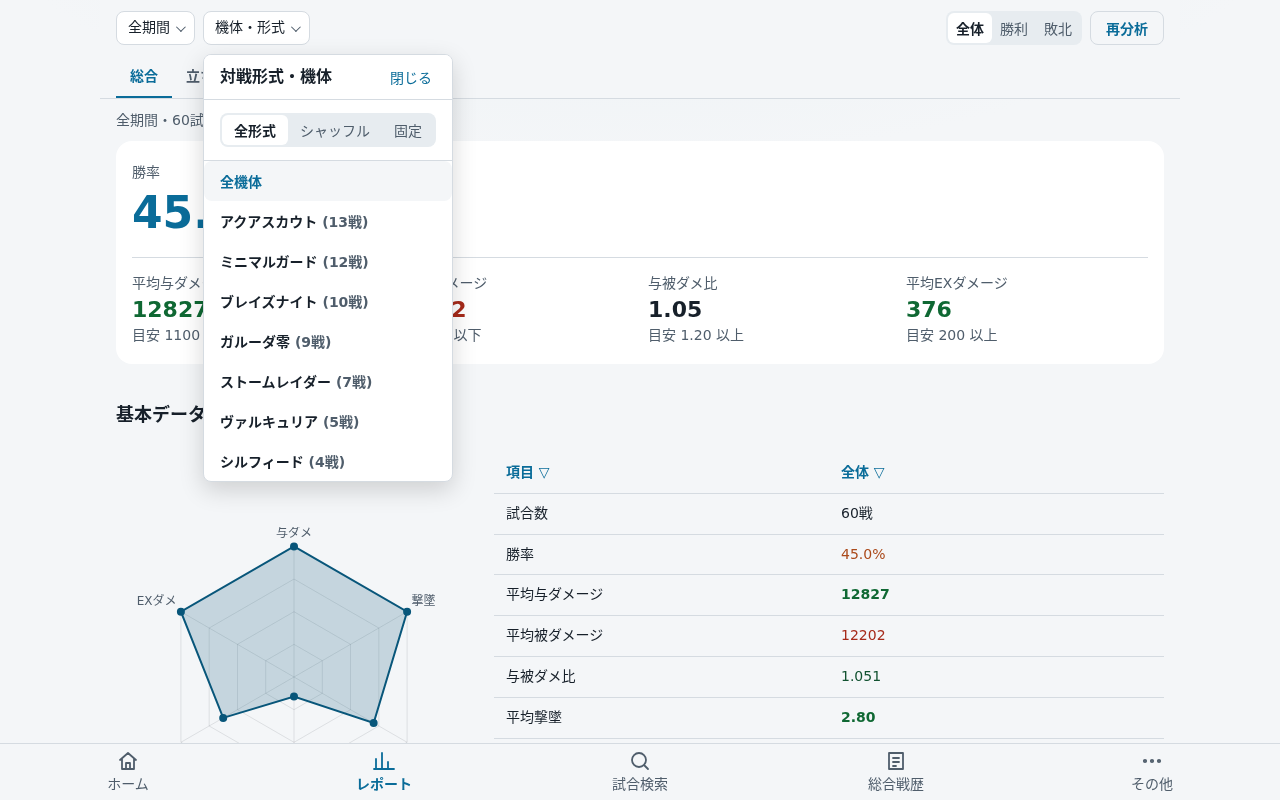 全期間
機体・形式
全体 勝利 敗北
再分析
総合
対戦形式・機体
閉じる
全期間・60試
全形式 シャッフル 固定
勝率
45.
全機体
アクアスカウト (13戦)
ミニマルガード (12戦)
ブレイズナイト (10戦)
ガルーダ零 (9戦)
ストームレイダー (7戦)
ヴァルキュリア (5戦)
シルフィード (4戦)
平均与ダメ
12827
目安 1100
メージ
2
以下
与被ダメ比
1.05
目安 1.20 以上
平均EXダメージ
376
目安 200 以上
基本データ
与ダメ
EXダメ
撃墜
項目 ▽ 全体 ▽
試合数 60戦
勝率 45.0%
平均与ダメージ 12827
平均被ダメージ 12202
与被ダメ比 1.051
平均撃墜 2.80
ホーム
レポート
試合検索
総合戦歴
その他